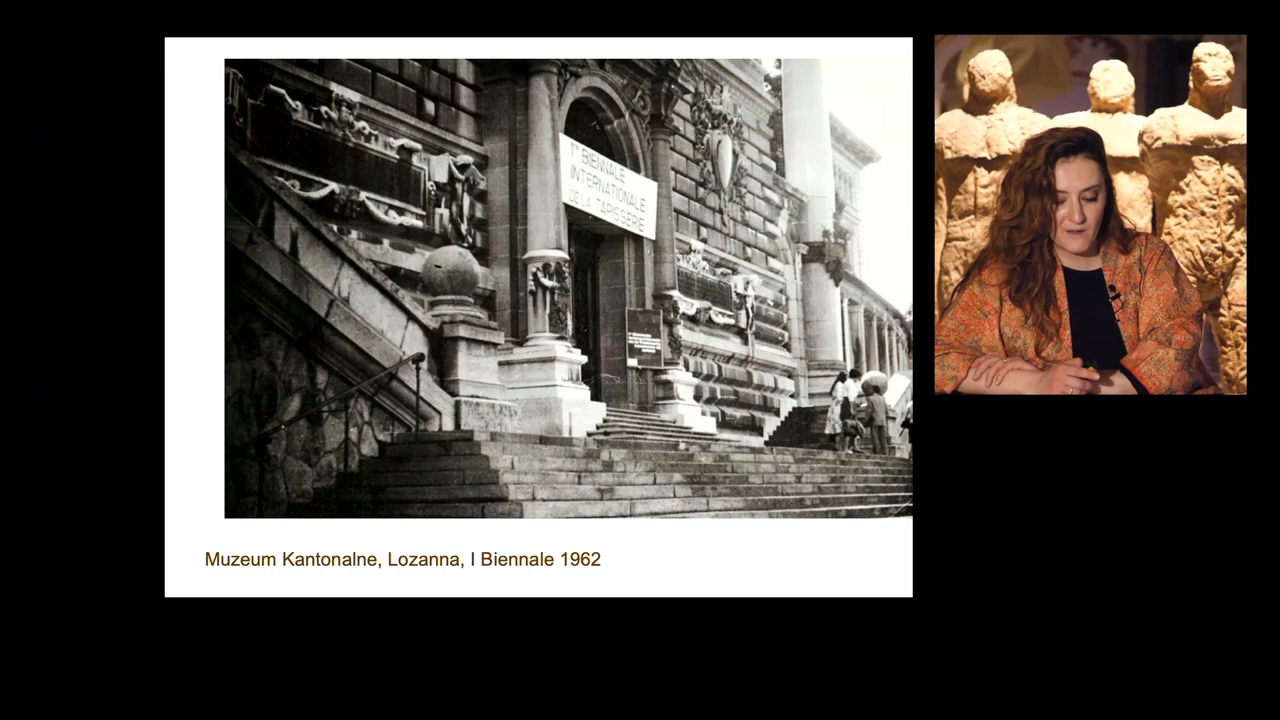 1re BIENNALE
INTERNATIONALE
DE LA TAPISSERIE
Muzeum Kantonalne, Lozanna, I Biennale 1962